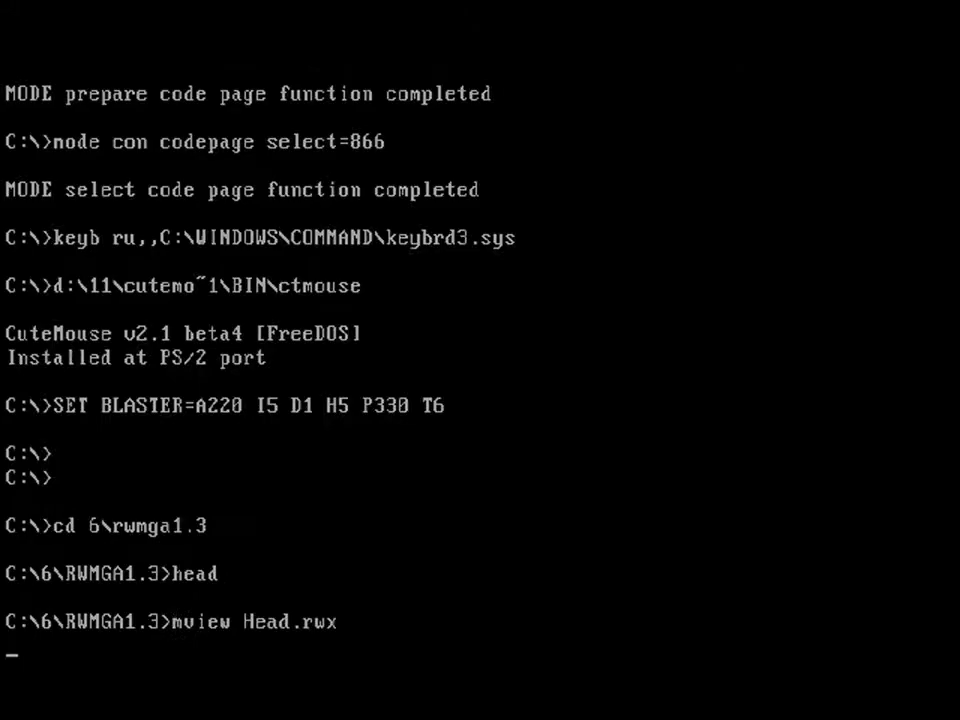 MODE prepare code page function completed
C:\>mode con codepage select=866
MODE select code page function completed
C:\>keyb ru,,C:\WINDOWS\COMMAND\keybrd3.sys
C:\>d:\11\cutemo~1\BIN\ctmouse
CuteMouse v2.1 beta4 [FreeDOS]
Installed at PS/2 port
C:\>SET BLASTER=A220 I5 D1 H5 P330 T6
C:\>
C:\>
C:\>cd 6\rwmga1.3
C:\6\RWMGA1.3>head
C:\6\RWMGA1.3>mview Head.rwx